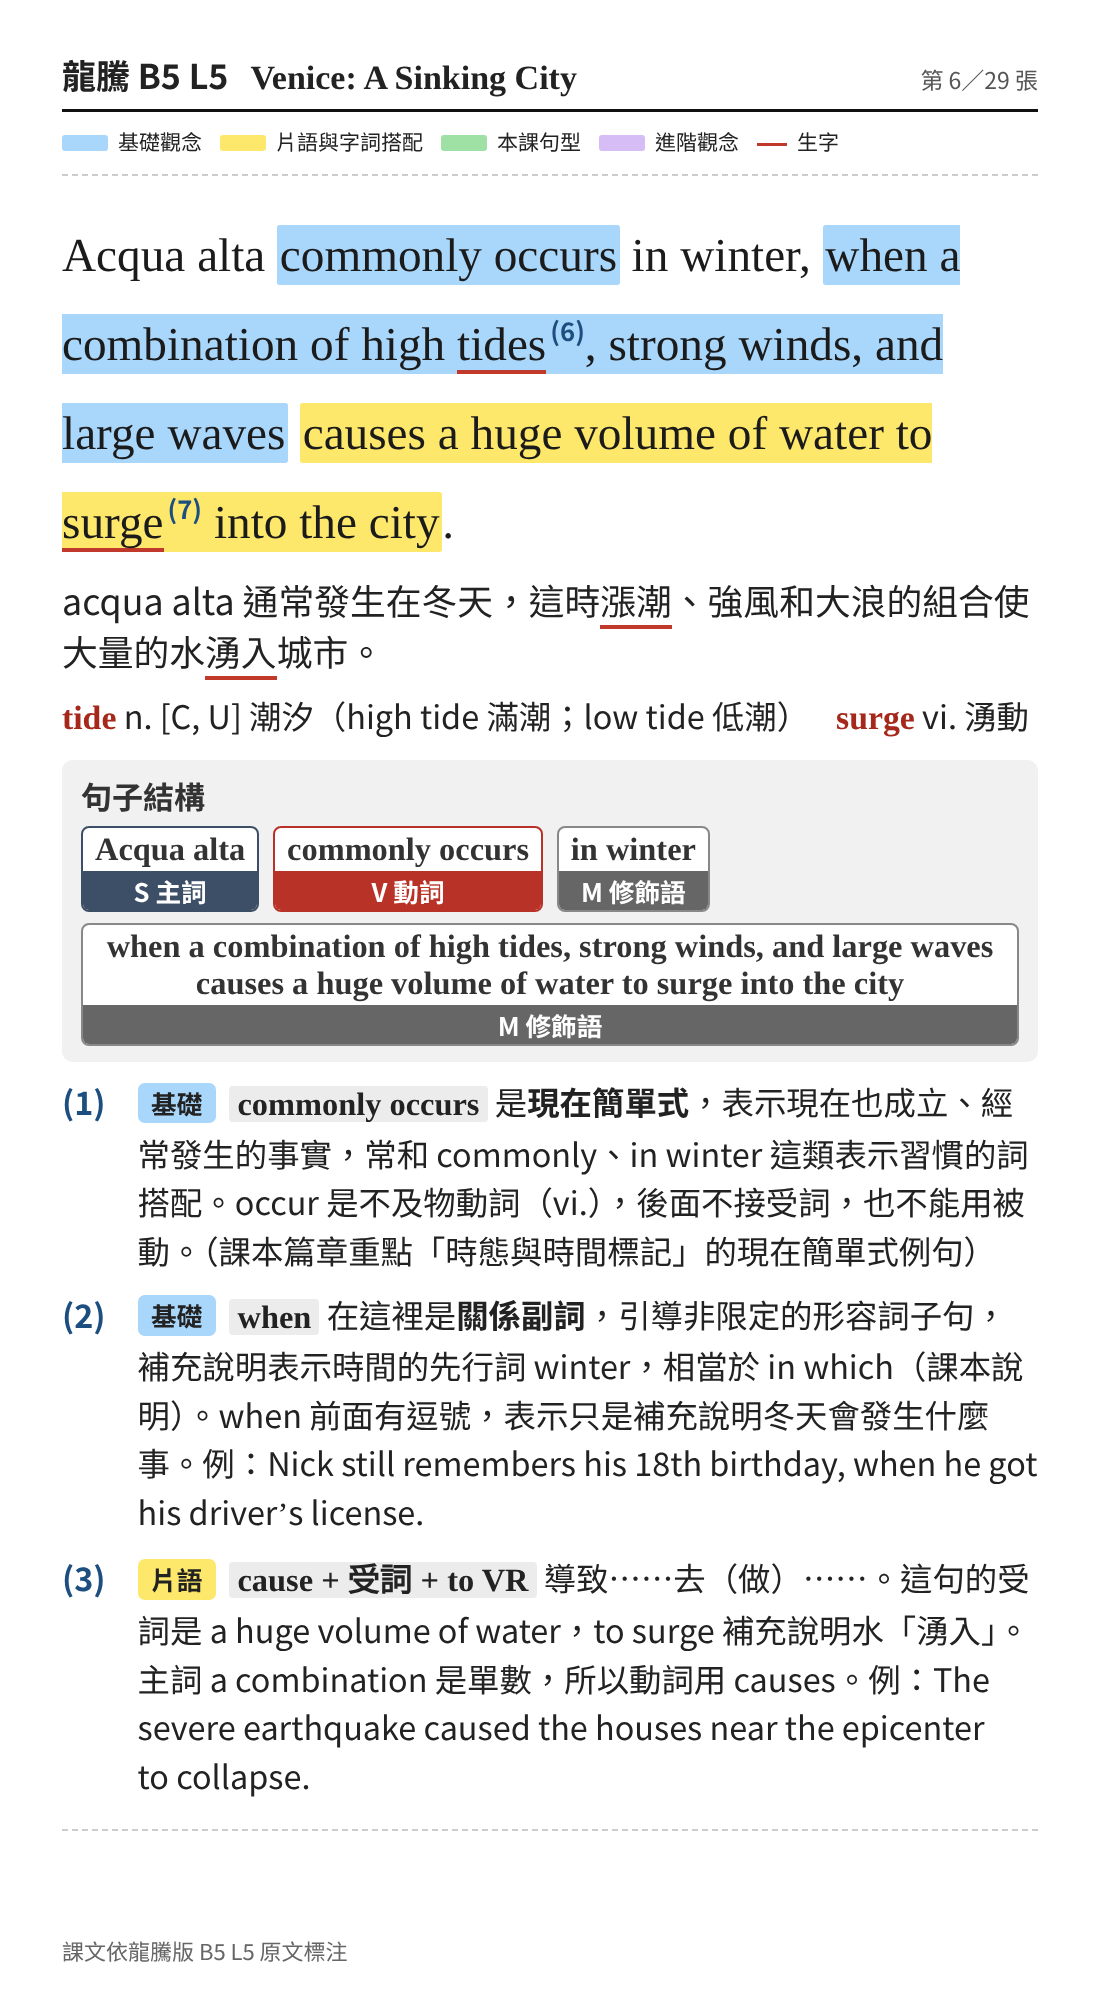 龍騰 B5 L5 Venice: A Sinking City 第 6／29 張
基礎觀念 片語與字詞搭配 本課句型 進階觀念 生字
Acqua alta commonly occurs in winter, when a
combination of high tides(6), strong winds, and
large waves causes a huge volume of water to
surge(7) into the city.
acqua alta 通常發生在冬天，這時漲潮、強風和大浪的組合使
大量的水湧入城市。
tide n. [C, U] 潮汐（high tide 滿潮；low tide 低潮） surge vi. 湧動
句子結構
Acqua alta commonly occurs in winter
S 主詞 V 動詞 M 修飾語
when a combination of high tides, strong winds, and large waves
causes a huge volume of water to surge into the city
M 修飾語
(1) 基礎 commonly occurs 是現在簡單式，表示現在也成立、經
常發生的事實，常和 commonly、in winter 這類表示習慣的詞
搭配。occur 是不及物動詞（vi.），後面不接受詞，也不能用被
動。（課本篇章重點「時態與時間標記」的現在簡單式例句）
(2) 基礎 when 在這裡是關係副詞，引導非限定的形容詞子句，
補充說明表示時間的先行詞 winter，相當於 in which（課本說
明）。when 前面有逗號，表示只是補充說明冬天會發生什麼
事。例：Nick still remembers his 18th birthday, when he got
his driver’s license.
(3) 片語 cause + 受詞 + to VR 導致……去（做）……。這句的受
詞是 a huge volume of water，to surge 補充說明水「湧入」。
主詞 a combination 是單數，所以動詞用 causes。例：The
severe earthquake caused the houses near the epicenter
to collapse.
課文依龍騰版 B5 L5 原文標注